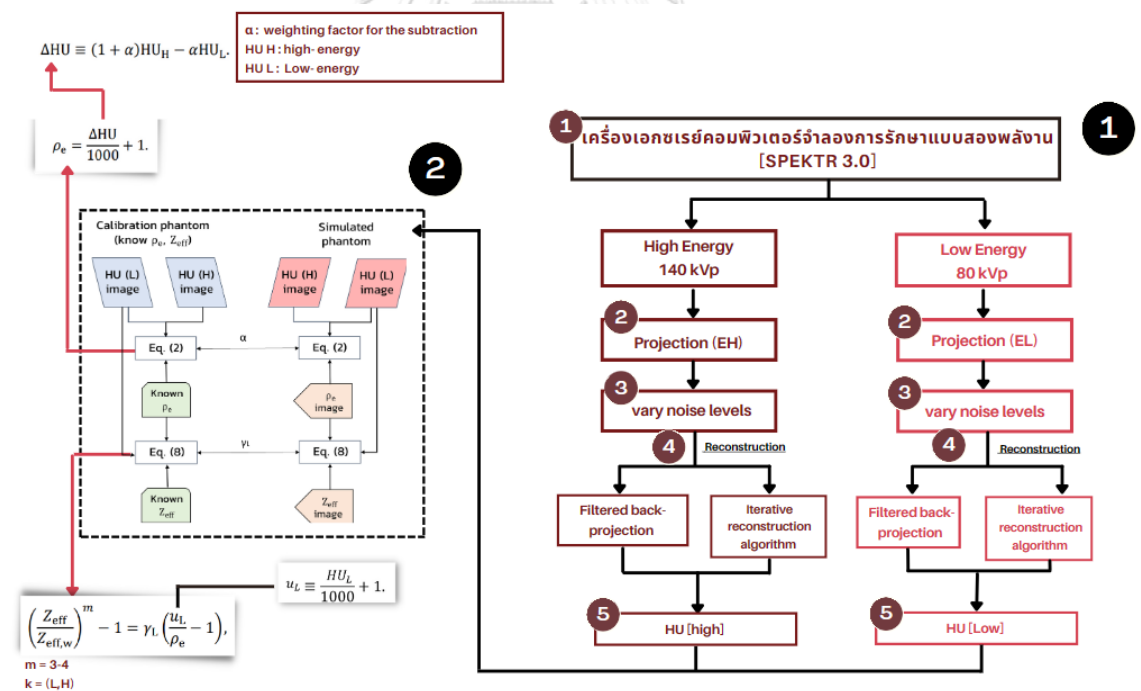 ΔHU ≡ (1 + α)HU_H − αHU_L.
α : weighting factor for the subtraction
HU H : high- energy
HU L : Low- energy
ρ_e = ΔHU/1000 + 1.
2
Calibration phantom
(know ρ_e, Z_eff)
Simulated
phantom
HU (L)
image
HU (H)
image
HU (H)
image
HU (L)
image
Eq. (2)
α
Eq. (2)
Known
ρ_e
ρ_e
image
Eq. (8)
γ_L
Eq. (8)
Known
Z_eff
Z_eff
image
u_L ≡ HU_L/1000 + 1.
(Z_eff/Z_eff,w)^m − 1 = γ_L (u_L/ρ_e − 1),
m = 3-4
k = (L,H)
1
1
เครื่องเอกซเรย์คอมพิวเตอร์จำลองการรักษาแบบสองพลังงาน
[SPEKTR 3.0]
High Energy
140 kVp
Low Energy
80 kVp
2
Projection (EH)
2
Projection (EL)
3
vary noise levels
3
vary noise levels
4
Reconstruction
4
Reconstruction
Filtered back-
projection
Iterative
reconstruction
algorithm
Filtered back-
projection
Iterative
reconstruction
algorithm
5
HU [high]
5
HU [Low]